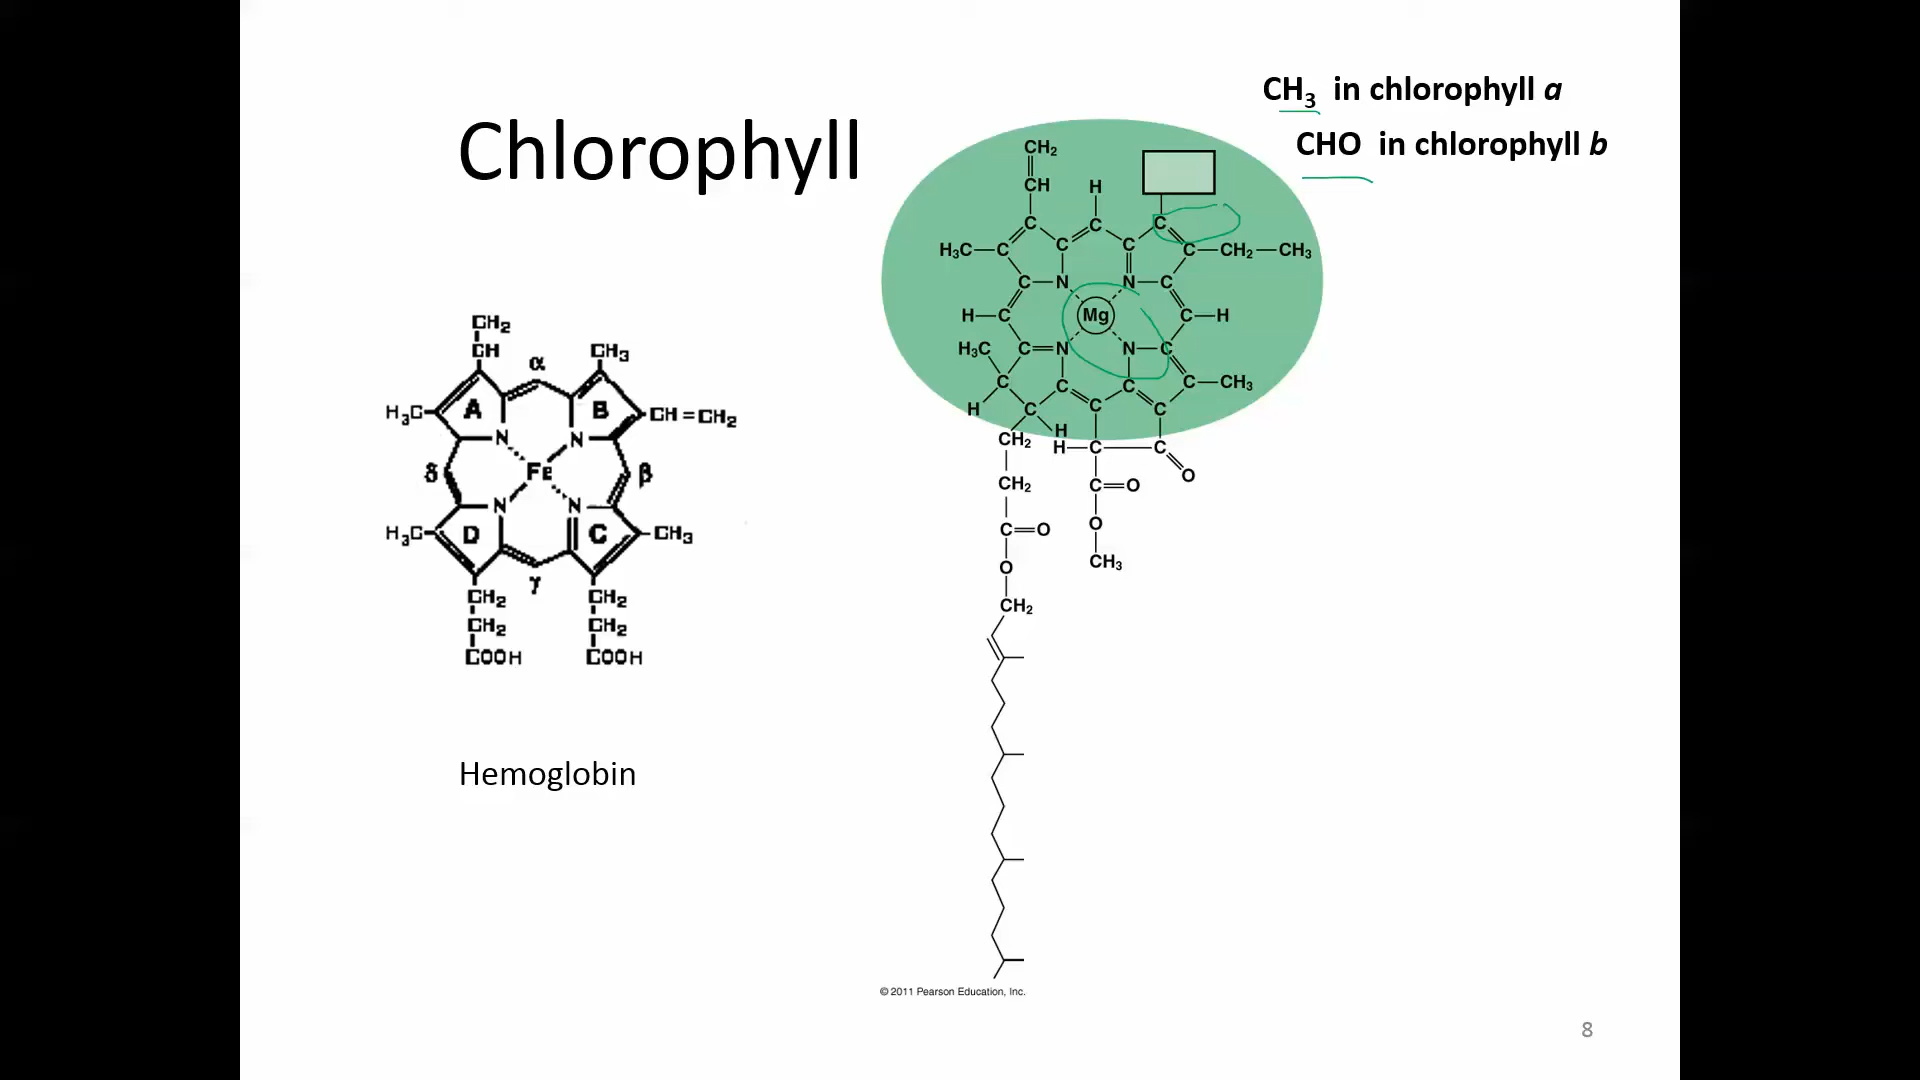 Chlorophyll
CH₃ in chlorophyll a
CHO in chlorophyll b
CH₂
CH
H
C
C
C
H₃C—C
C
C
C
C—CH₂—CH₃
C—N
N—C
H—C
Mg
C—H
H₃C
C=N
N—C
C
C
C
C—CH₃
H
C
C
C
H
CH₂
H—C
C
O
CH₂
C=O
C=O
O
O
CH₃
CH₂
CH₂
CH
α
CH₃
H₃C
A
B
CH=CH₂
N
N
δ
Fe
β
N
N
H₃C
D
C
CH₃
γ
CH₂
CH₂
CH₂
CH₂
COOH
COOH
Hemoglobin
© 2011 Pearson Education, Inc.
8